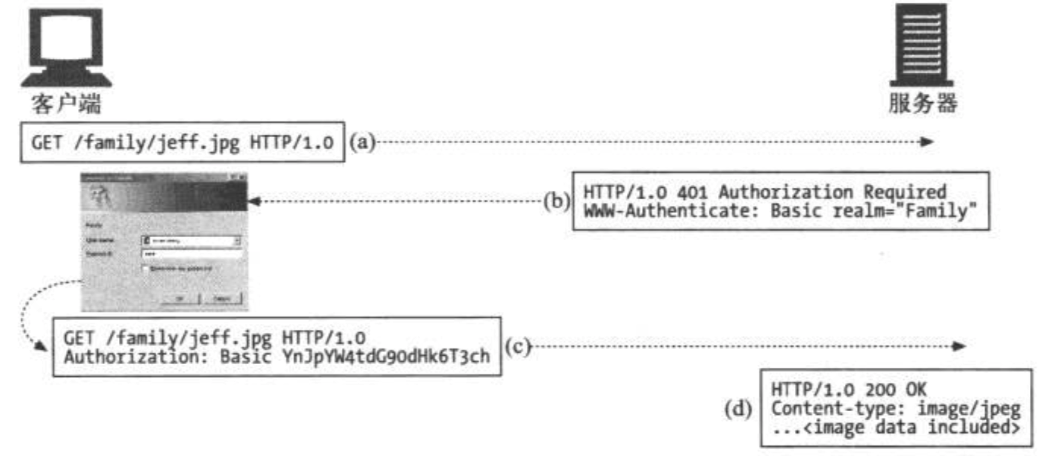 客户端
服务器
GET /family/jeff.jpg HTTP/1.0
(a)
(b)
HTTP/1.0 401 Authorization Required
WWW-Authenticate: Basic realm="Family"
GET /family/jeff.jpg HTTP/1.0
Authorization: Basic YnJpYW4tdG90dHk6T3ch
(c)
(d)
HTTP/1.0 200 OK
Content-type: image/jpeg
...<image data included>